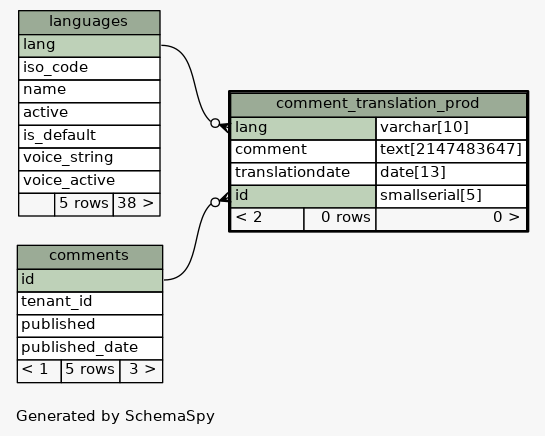 languages
lang
iso_code
name
active
is_default
voice_string
voice_active
5 rows 38 >
comment_translation_prod
lang varchar[10]
comment text[2147483647]
translationdate date[13]
id smallserial[5]
< 2 0 rows 0 >
comments
id
tenant_id
published
published_date
< 1 5 rows 3 >
Generated by SchemaSpy